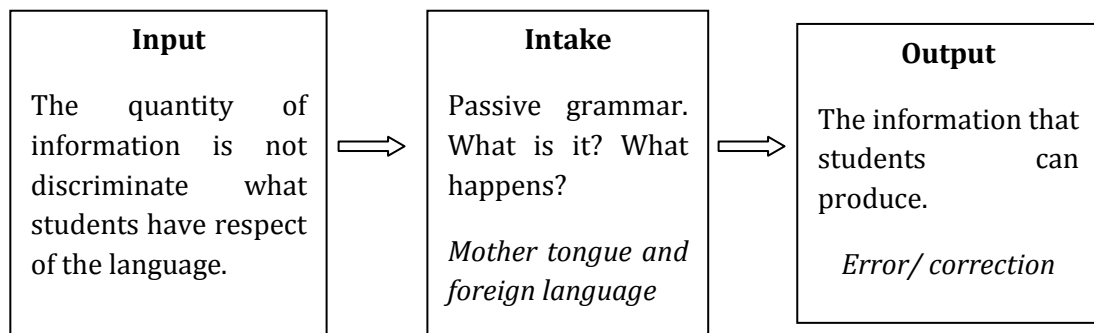 Input
The quantity of
information is not
discriminate what
students have respect
of the language.
Intake
Passive grammar.
What is it? What
happens?
Mother tongue and
foreign language
Output
The information that
students can
produce.
Error/ correction